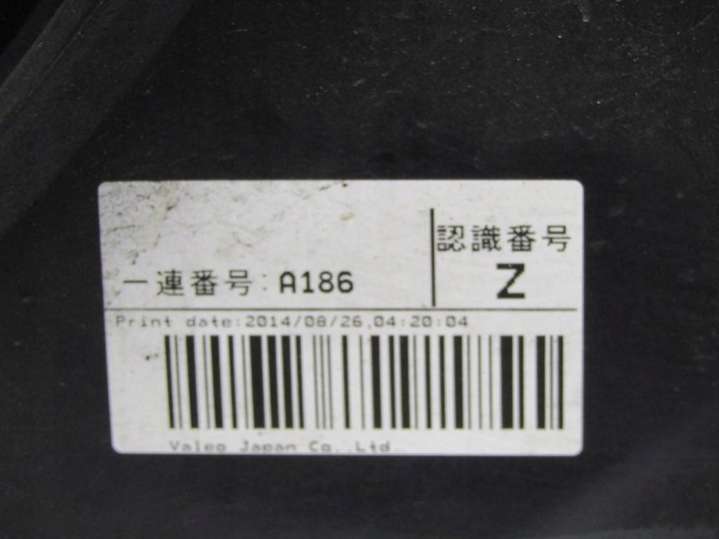 認識番号
一連番号:A186
Z
Print date:2014/08/26,04:20:04
Valeo Japan Co.,Ltd